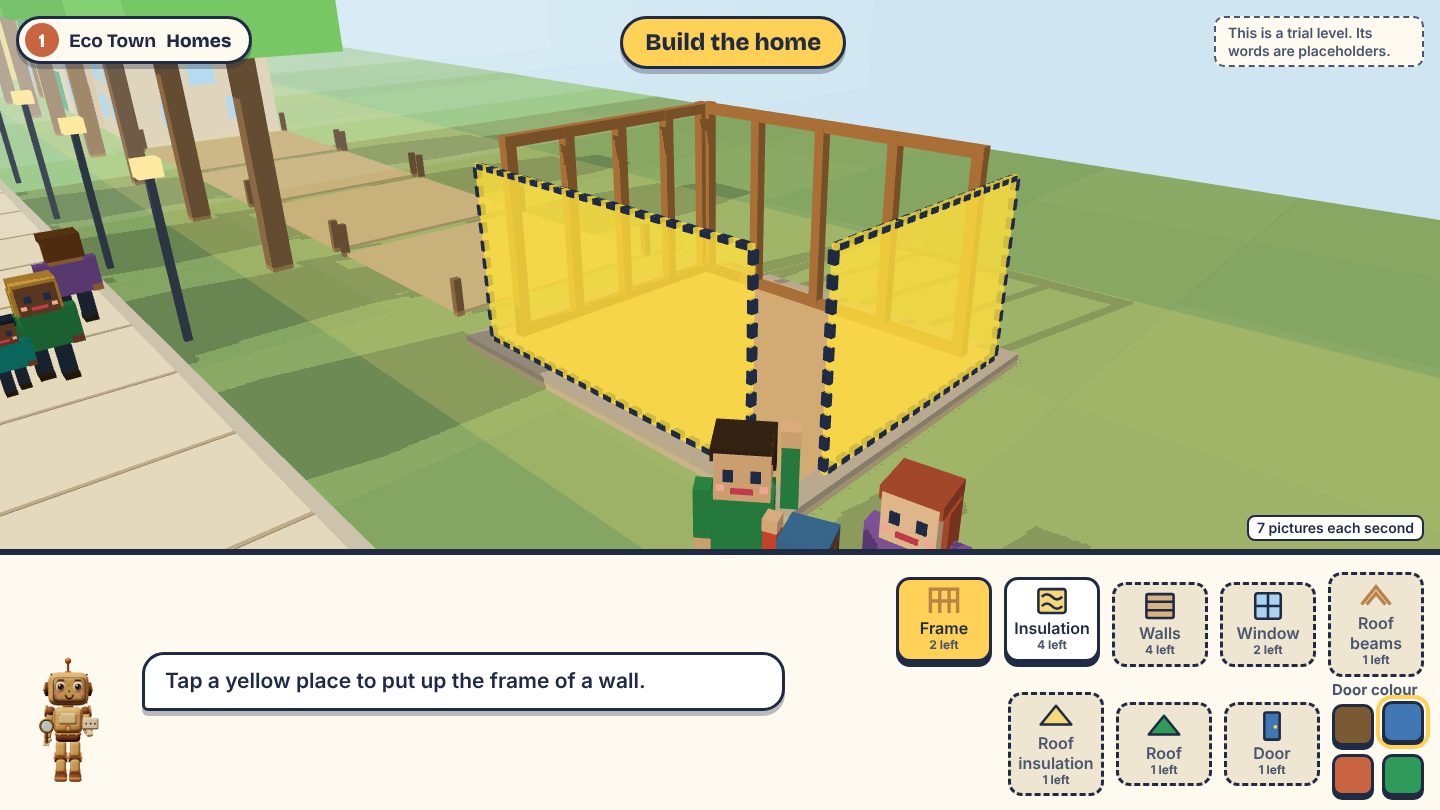 1 Eco Town Homes
Build the home
This is a trial level. Its
words are placeholders.
7 pictures each second
Tap a yellow place to put up the frame of a wall.
Frame
2 left
Insulation
4 left
Walls
4 left
Window
2 left
Roof
beams
1 left
Roof
insulation
1 left
Roof
1 left
Door
1 left
Door colour